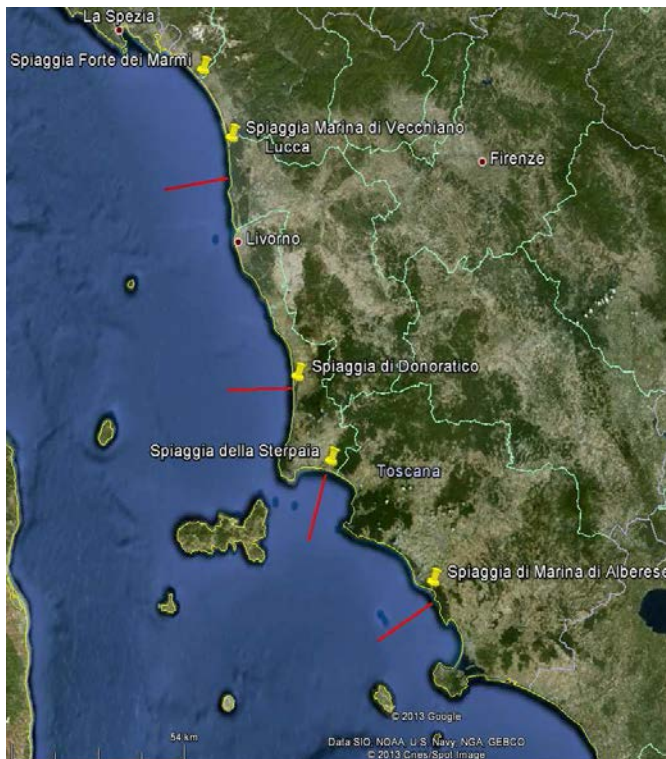 La Spezia
Spiaggia Forte dei Marmi
Spiaggia Marina di Vecchiano
Lucca
Firenze
Livorno
Spiaggia di Donoratico
Spiaggia della Sterpaia
Toscana
Spiaggia di Marina di Alberese
© 2013 Google
54 km
Data SIO, NOAA, U.S. Navy, NGA, GEBCO
© 2013 Cnes/Spot Image